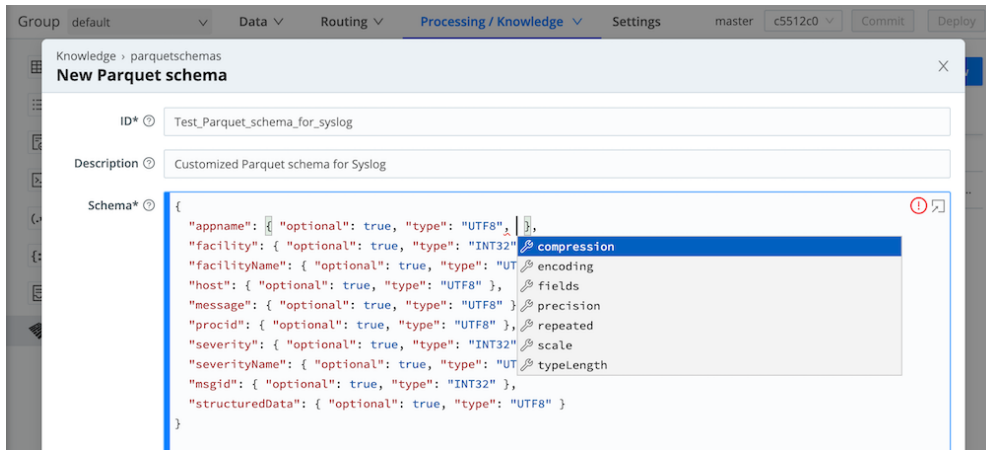 Group default Data Routing Processing / Knowledge Settings master c5512c0 Commit Deploy
Knowledge › parquetschemas
New Parquet schema
ID* Test_Parquet_schema_for_syslog
Description Customized Parquet schema for Syslog
Schema* {
"appname": { "optional": true, "type": "UTF8", },
"facility": { "optional": true, "type": "INT32" compression
"facilityName": { "optional": true, "type": "UT encoding
"host": { "optional": true, "type": "UTF8" }, fields
"message": { "optional": true, "type": "UTF8" } precision
"procid": { "optional": true, "type": "UTF8" }, repeated
"severity": { "optional": true, "type": "INT32" scale
"severityName": { "optional": true, "type": "UT typeLength
"msgid": { "optional": true, "type": "INT32" },
"structuredData": { "optional": true, "type": "UTF8" }
}